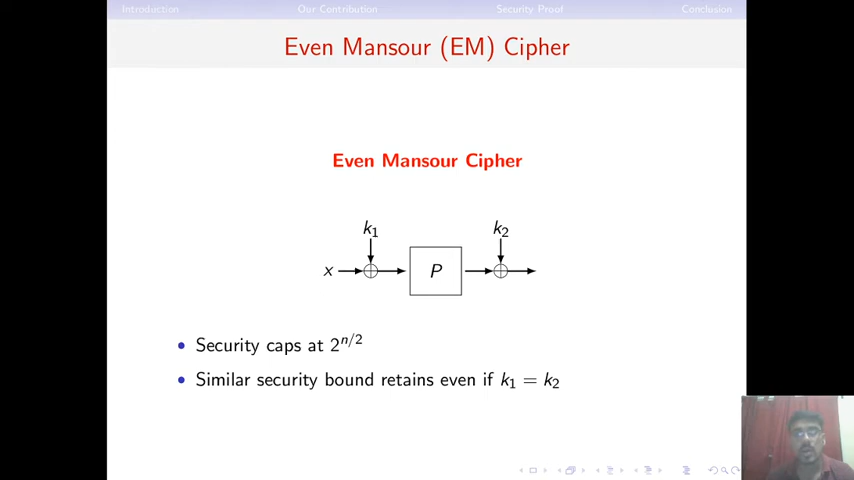 Introduction Our Contribution Security Proof Conclusion
Even Mansour (EM) Cipher
Even Mansour Cipher
k₁ k₂
x P
• Security caps at 2^{n/2}
• Similar security bound retains even if k₁ = k₂